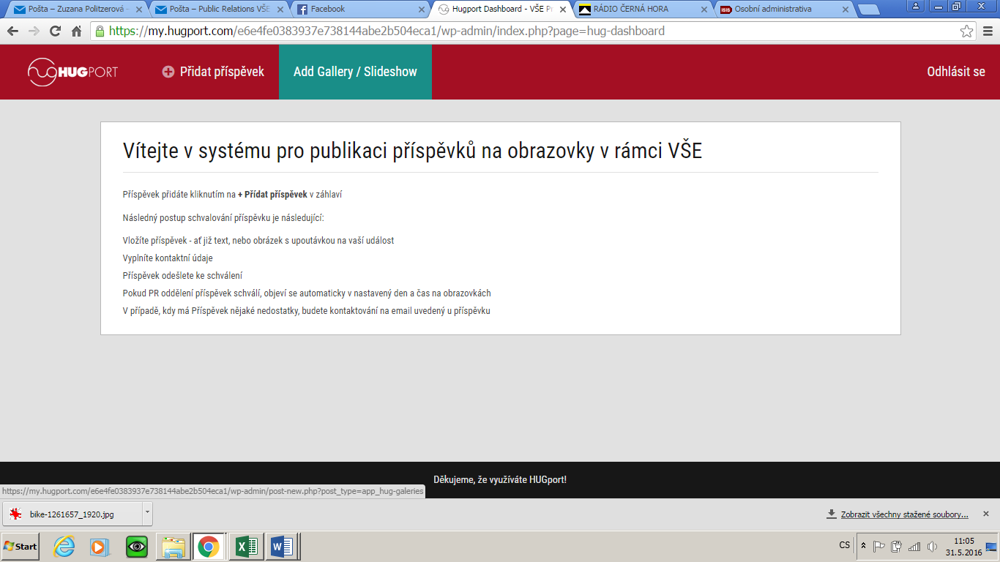 Pošta – Zuzana Politzerová -
Pošta – Public Relations VŠE
Facebook
Hugport Dashboard - VŠE Pr
RÁDIO ČERNÁ HORA
ISIS Osobní administrativa
https://my.hugport.com/e6e4fe0383937e738144abe2b504eca1/wp-admin/index.php?page=hug-dashboard
HUGPORT
Přidat příspěvek
Add Gallery / Slideshow
Odhlásit se
Vítejte v systému pro publikaci příspěvků na obrazovky v rámci VŠE
Příspěvek přidáte kliknutím na + Přídat příspěvek v záhlaví
Následný postup schvalování příspěvku je následující:
Vložíte příspěvek - ať již text, nebo obrázek s upoutávkou na vaší událost
Vyplníte kontaktní údaje
Příspěvek odešlete ke schválení
Pokud PR oddělení příspěvek schválí, objeví se automaticky v nastavený den a čas na obrazovkách
V případě, kdy má Příspěvek nějaké nedostatky, budete kontaktování na email uvedený u příspěvku
Děkujeme, že využíváte HUGport!
https://my.hugport.com/e6e4fe0383937e738144abe2b504eca1/wp-admin/post-new.php?post_type=app_hug-galeries
bike-1261657_1920.jpg
Zobrazit všechny stažené soubory...
Start
CS
11:05
31.5.2016